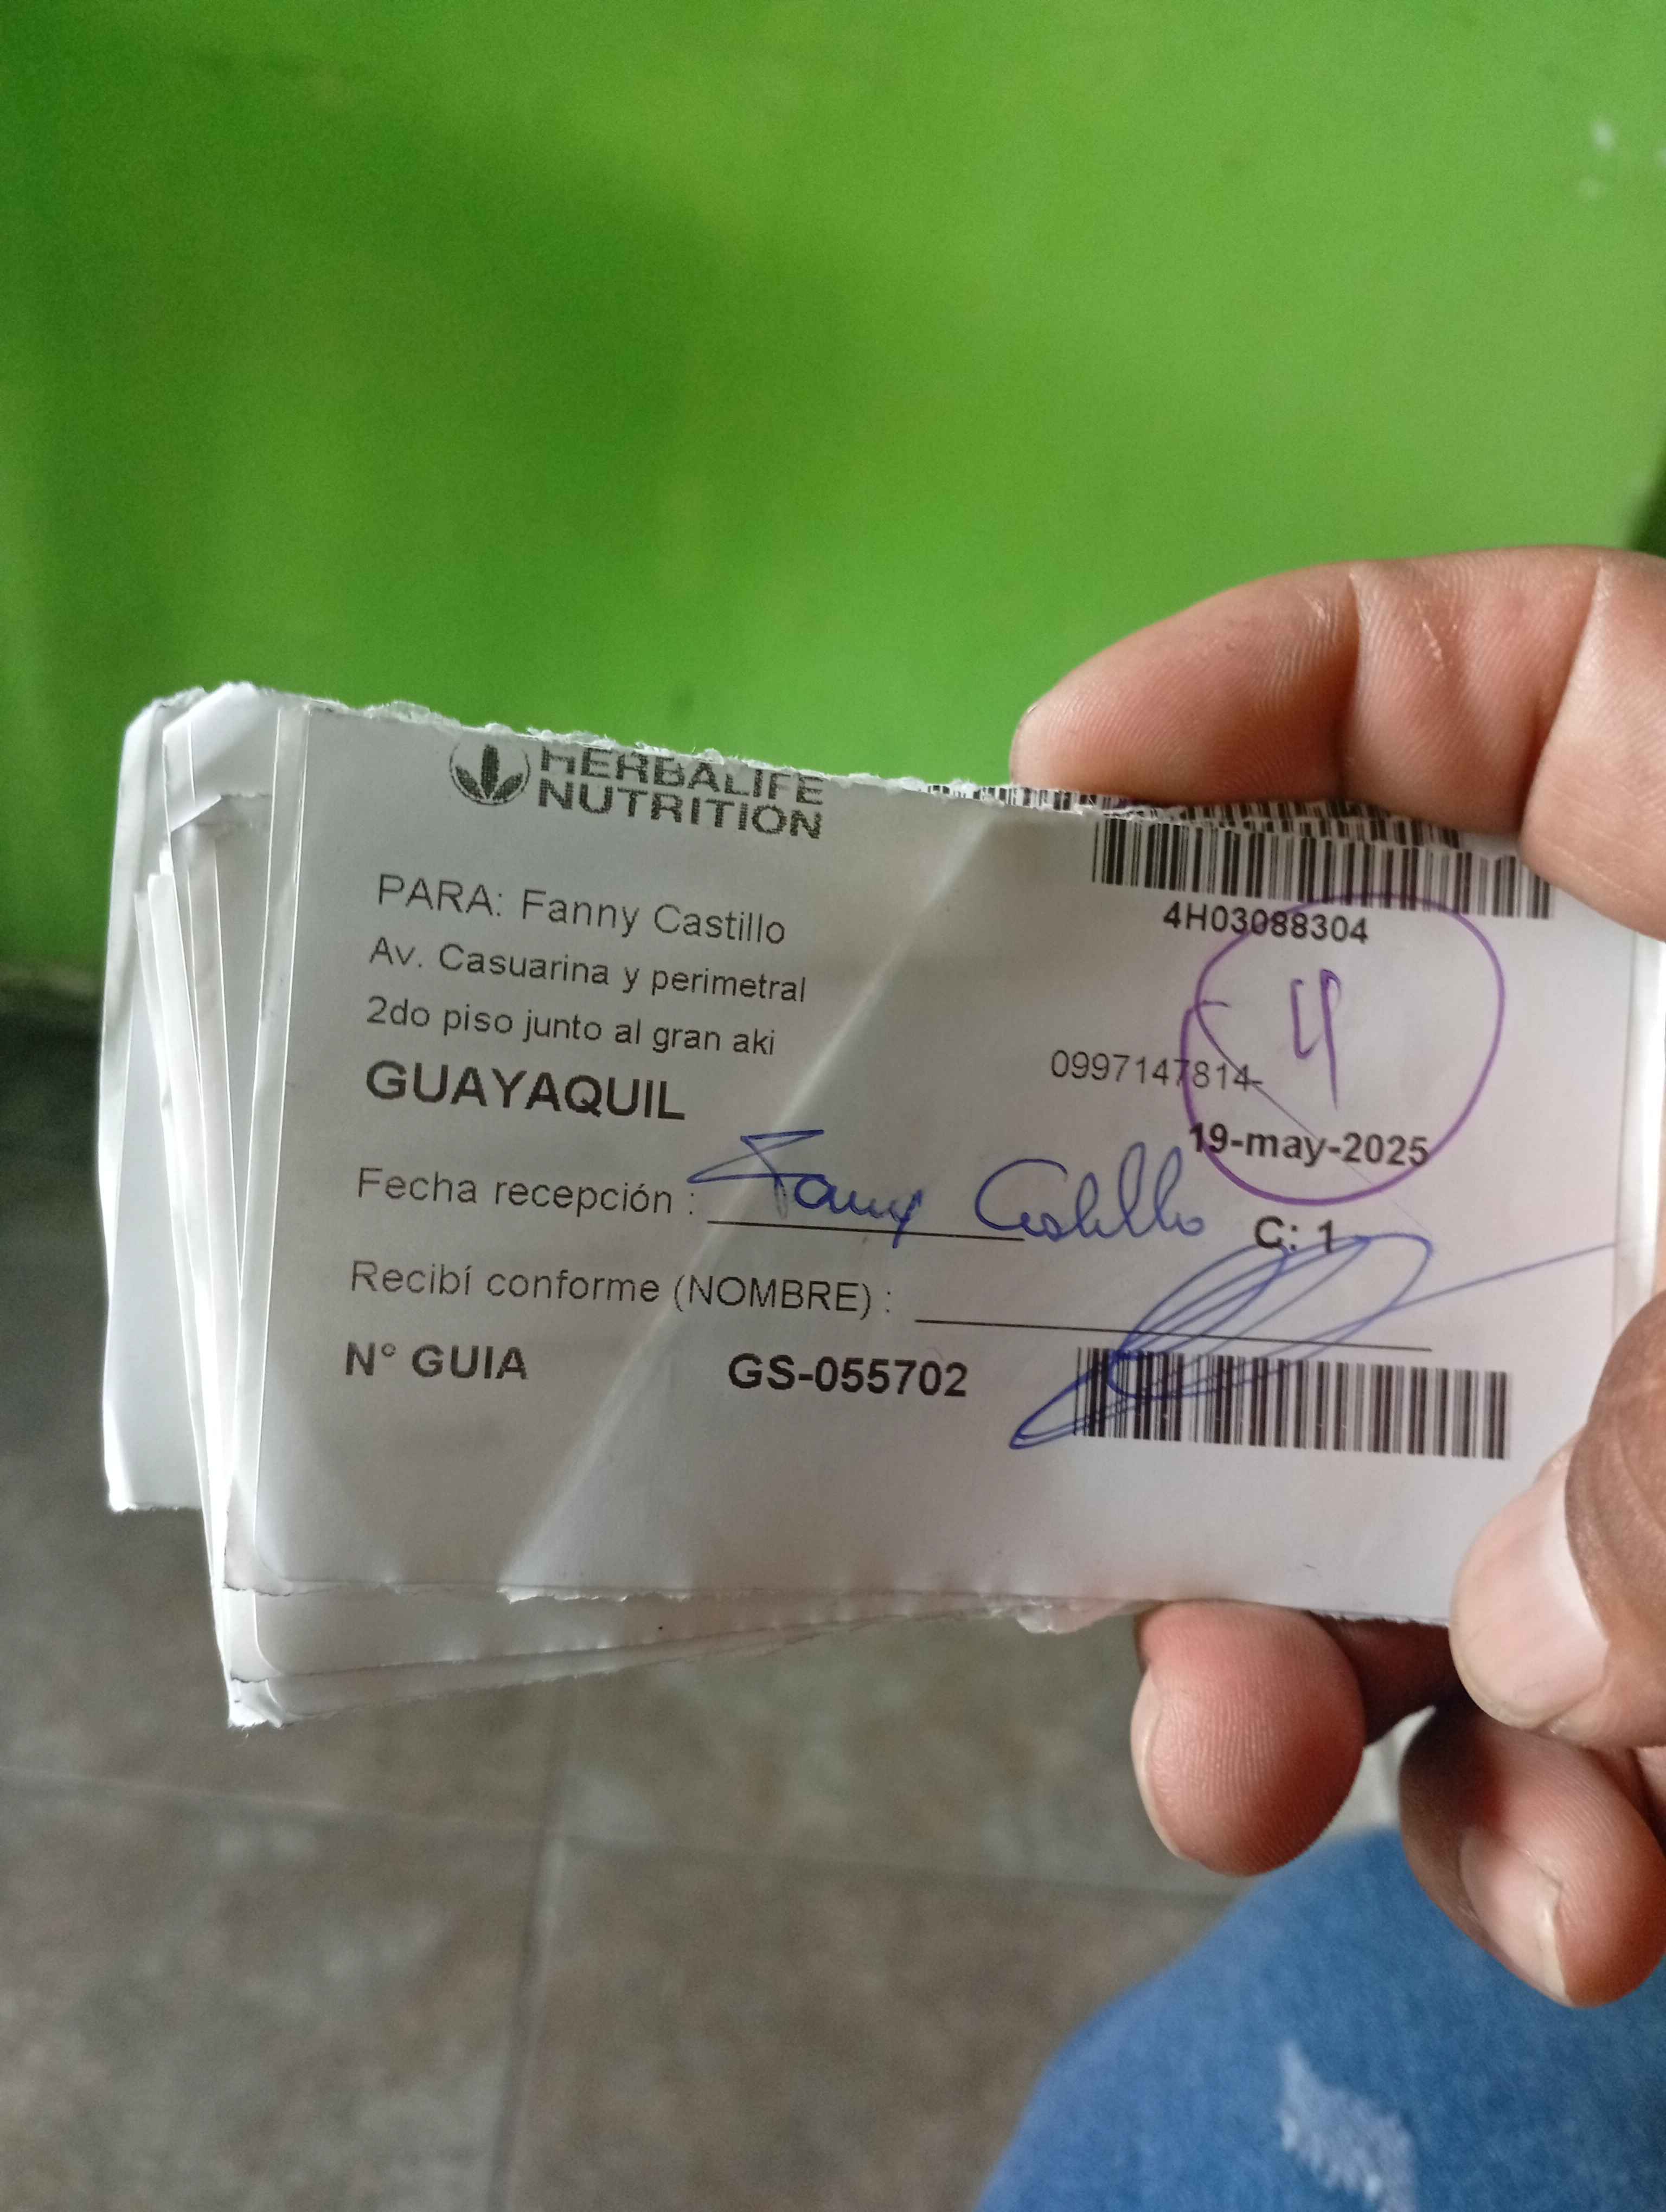 HERBALIFE
NUTRITION
4H03088304
PARA: Fanny Castillo
Av. Casuarina y perimetral
2do piso junto al gran aki
GUAYAQUIL
0997147814-
4
19-may-2025
Fecha recepción : Fanny Castillo
C: 1
Recibí conforme (NOMBRE) :
N° GUIA GS-055702